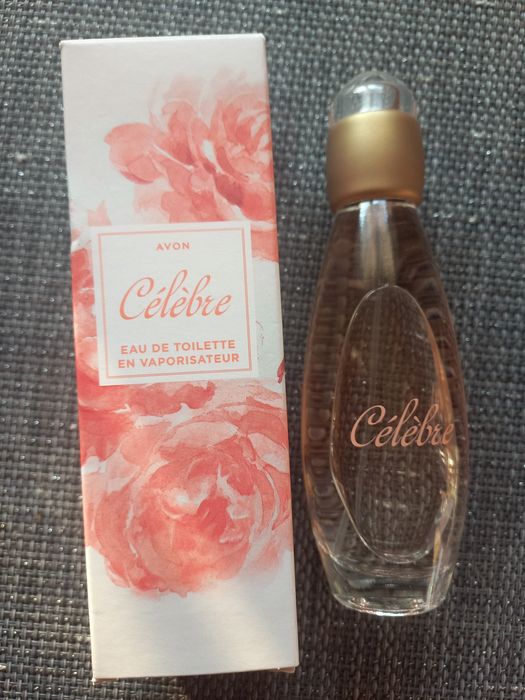 AVON
Célèbre
EAU DE TOILETTE
EN VAPORISATEUR
Célèbre